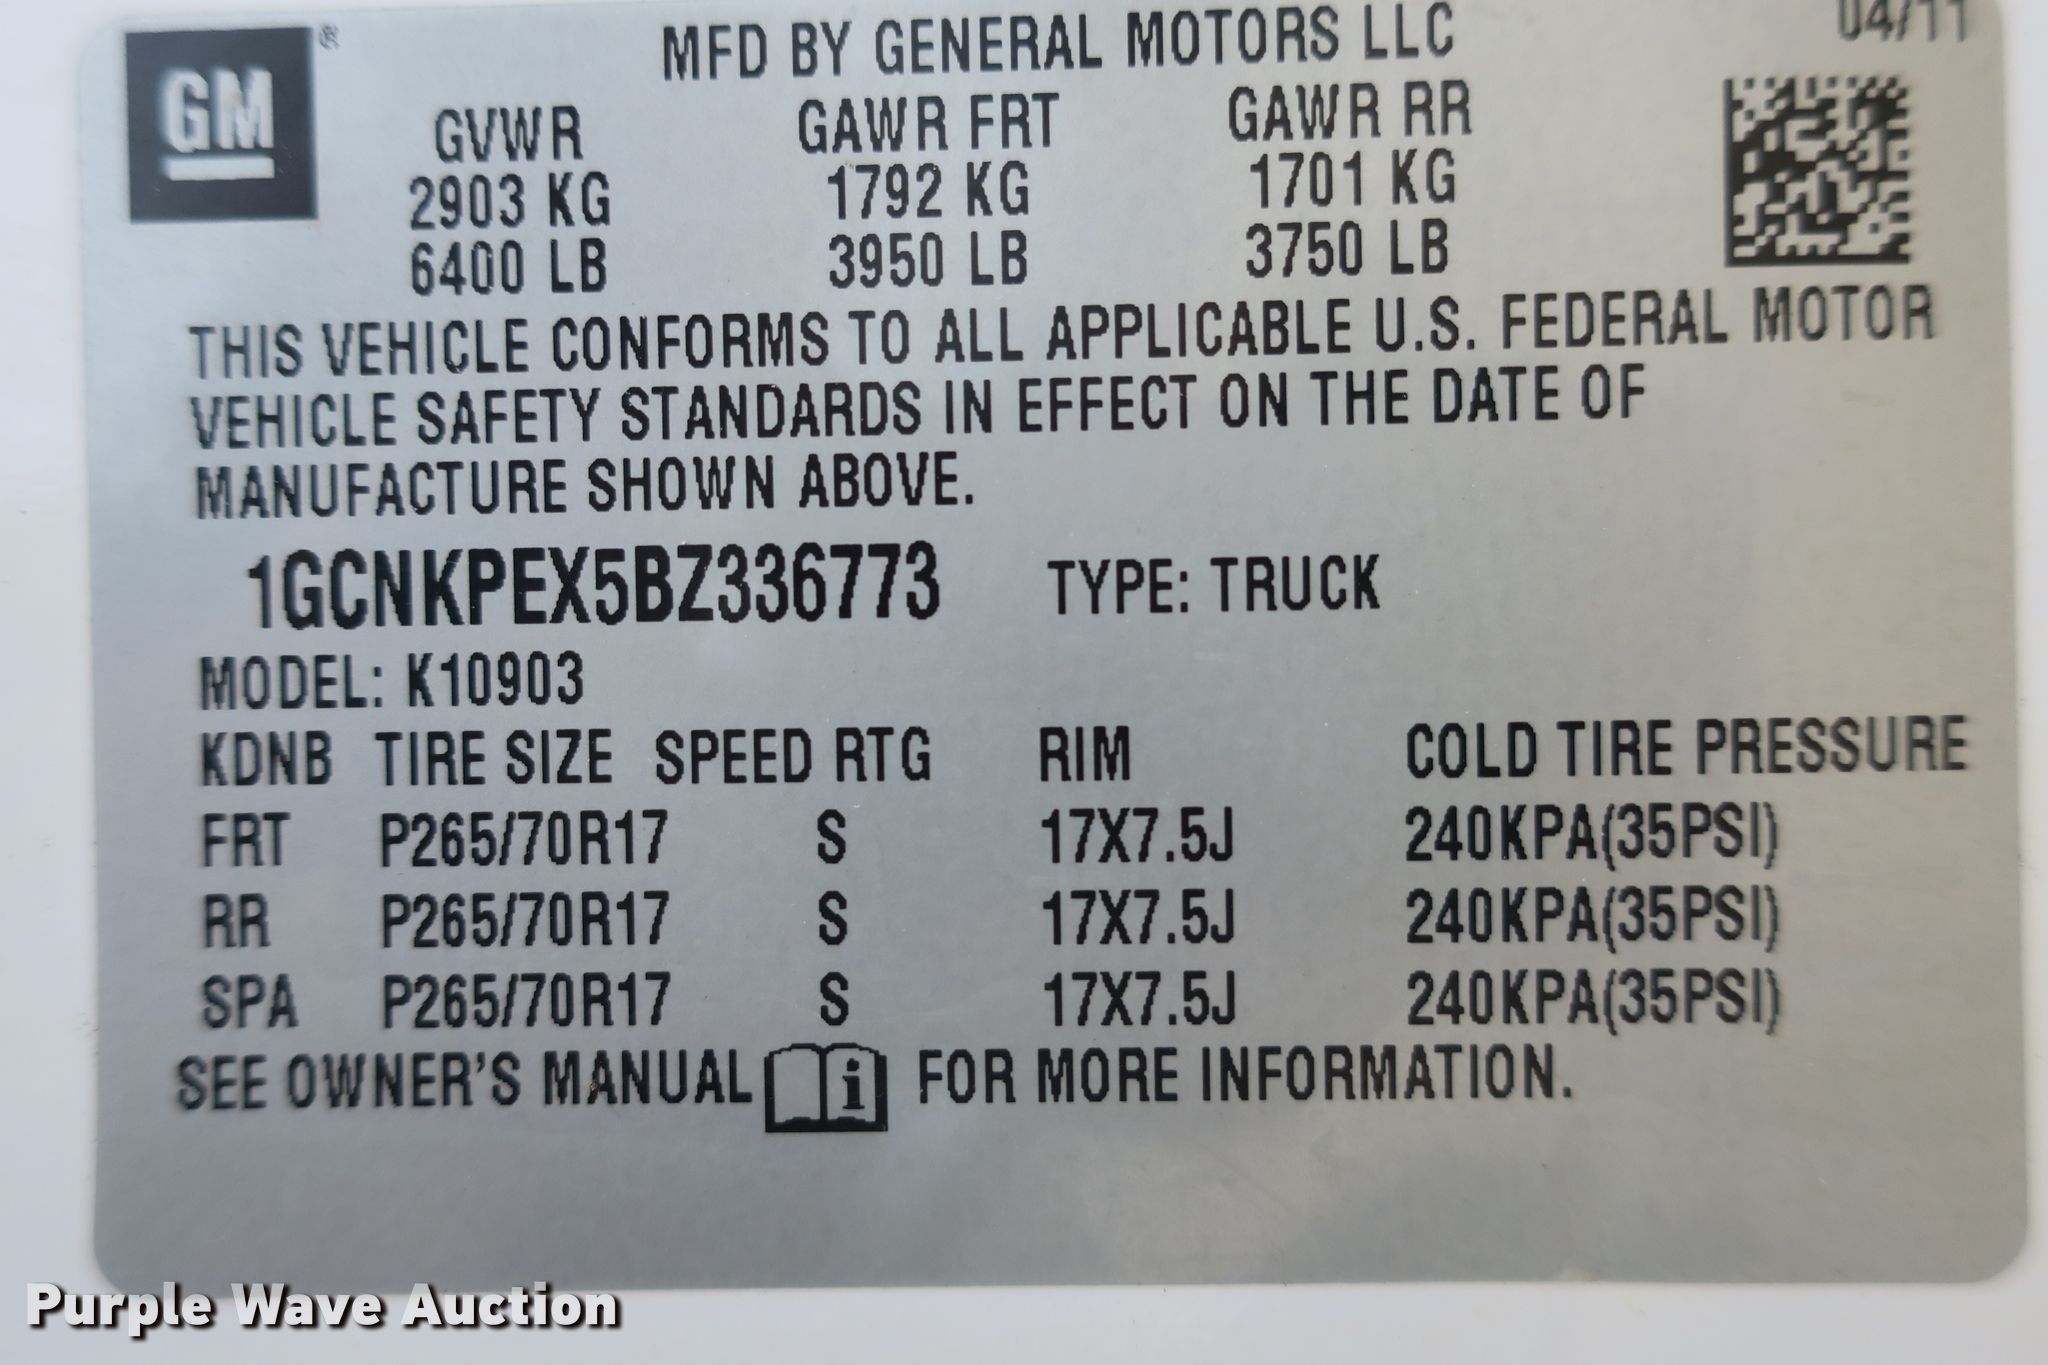 GM ® MFD BY GENERAL MOTORS LLC 04/11
GVWR GAWR FRT GAWR RR
2903 KG 1792 KG 1701 KG
6400 LB 3950 LB 3750 LB
THIS VEHICLE CONFORMS TO ALL APPLICABLE U.S. FEDERAL MOTOR
VEHICLE SAFETY STANDARDS IN EFFECT ON THE DATE OF
MANUFACTURE SHOWN ABOVE.
1GCNKPEX5BZ336773 TYPE: TRUCK
MODEL: K10903
KDNB TIRE SIZE SPEED RTG RIM COLD TIRE PRESSURE
FRT P265/70R17 S 17X7.5J 240KPA(35PSI)
RR P265/70R17 S 17X7.5J 240KPA(35PSI)
SPA P265/70R17 S 17X7.5J 240KPA(35PSI)
SEE OWNER'S MANUAL i FOR MORE INFORMATION.
Purple Wave Auction